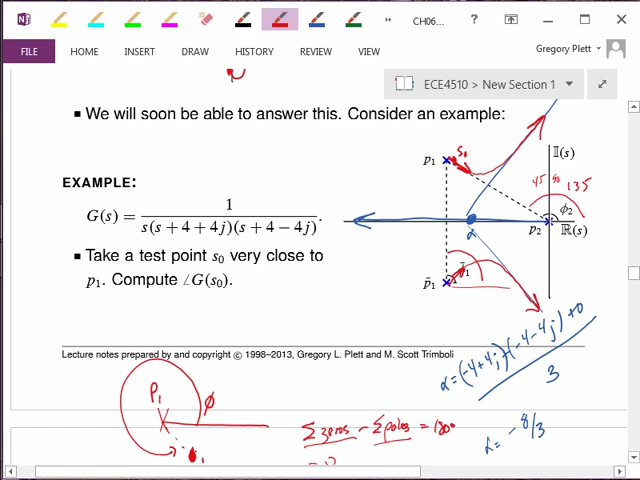 CH06...
Gregory Plett
FILE HOME INSERT DRAW HISTORY REVIEW VIEW
ECE4510 > New Section 1
■ We will soon be able to answer this. Consider an example:
EXAMPLE:
G(s) = 1 / s(s + 4 + 4j)(s + 4 − 4j).
■ Take a test point s0 very close to
p1. Compute ∠G(s0).
p1
s0
𝕀(s)
45 90 135
ϕ2
α
p2
ℝ(s)
p̄1
α = (-4+4j)+(-4-4j)+0
3
Lecture notes prepared by and copyright © 1998–2013, Gregory L. Plett and M. Scott Trimboli
P1
φ
Σ zeros − Σ poles = 180°
α = -8/3